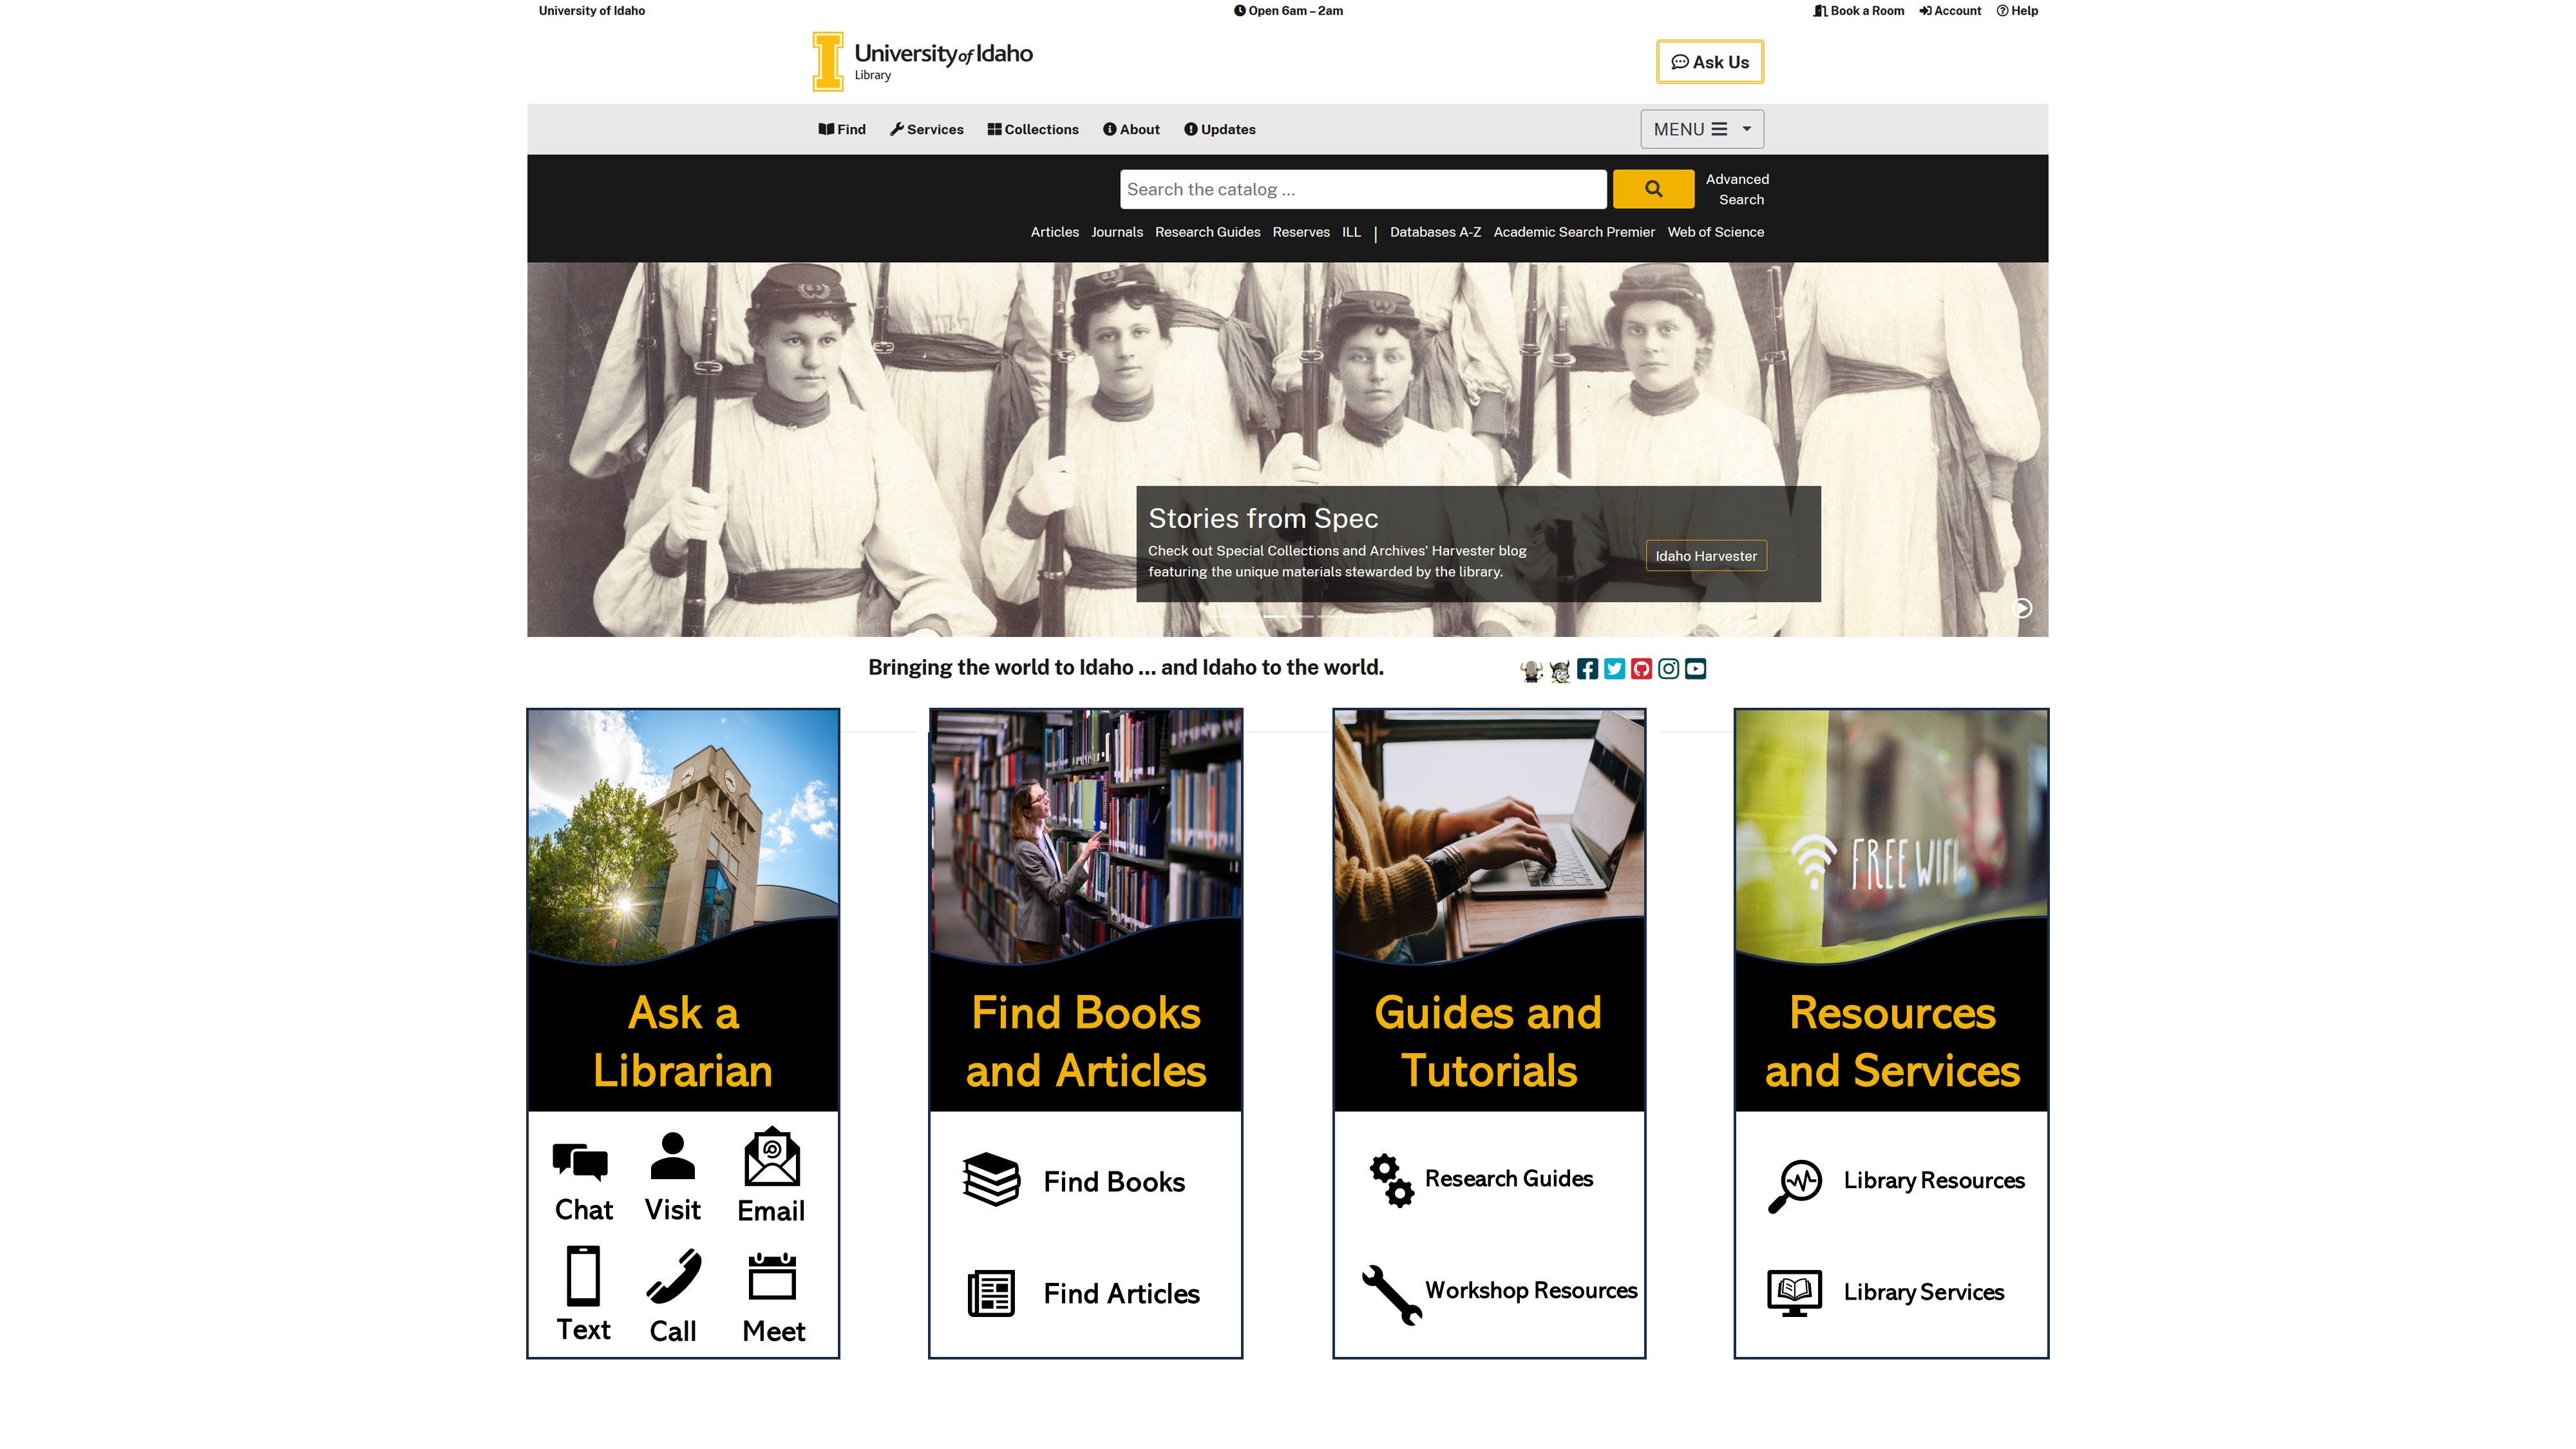 University of Idaho
Open 6am – 2am
Book a Room Account Help
University of Idaho
Library
Ask Us
Find Services Collections About Updates
MENU
Search the catalog ...
Advanced
Search
Articles Journals Research Guides Reserves ILL | Databases A-Z Academic Search Premier Web of Science
Stories from Spec
Check out Special Collections and Archives' Harvester blog
featuring the unique materials stewarded by the library.
Idaho Harvester
Bringing the world to Idaho ... and Idaho to the world.
FREE WIFI
Ask a
Librarian
Chat Visit Email
Text Call Meet
Find Books
and Articles
Find Books
Find Articles
Guides and
Tutorials
Research Guides
Workshop Resources
Resources
and Services
Library Resources
Library Services